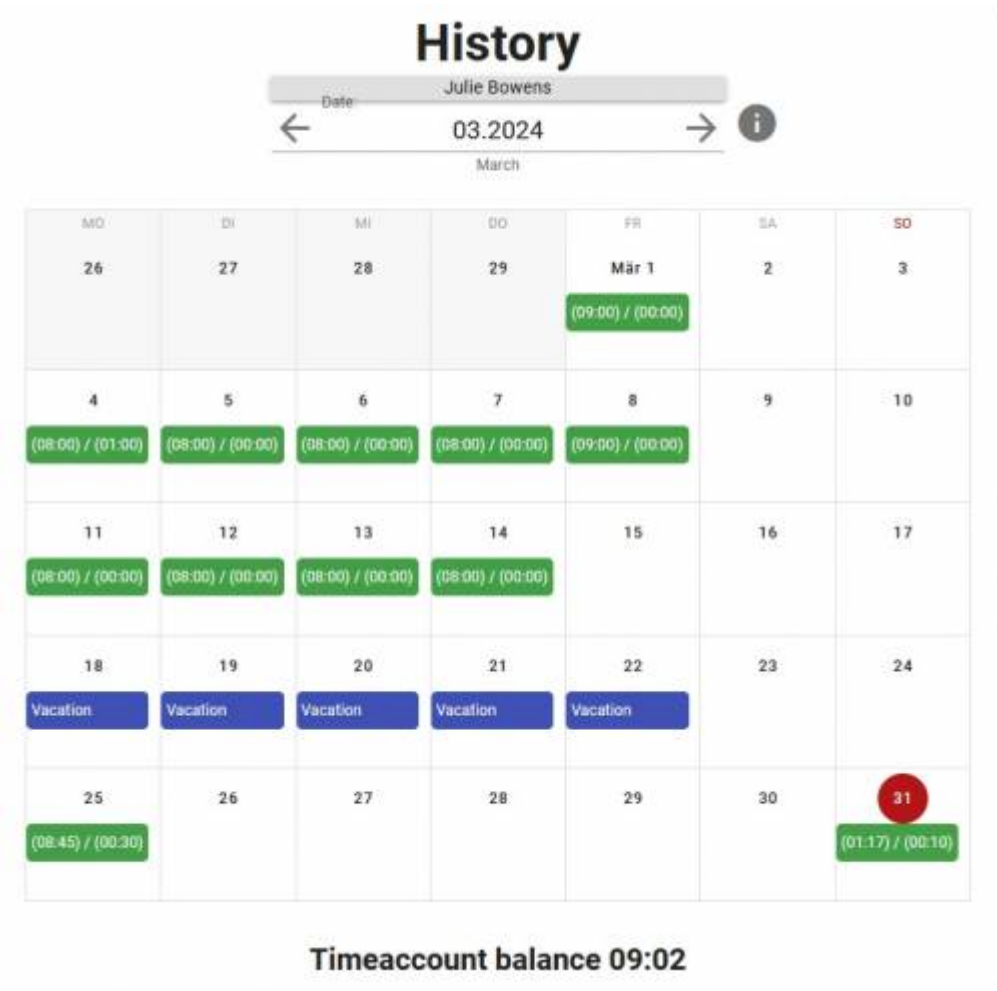 History
Julie Bowens
Date
03.2024
March
MO DI MI DO FR SA SO
26 27 28 29 Mär 1 2 3
(09:00) / (00:00)
4 5 6 7 8 9 10
(08:00) / (01:00) (08:00) / (00:00) (08:00) / (00:00) (08:00) / (00:00) (09:00) / (00:00)
11 12 13 14 15 16 17
(08:00) / (00:00) (08:00) / (00:00) (08:00) / (00:00) (08:00) / (00:00)
18 19 20 21 22 23 24
Vacation Vacation Vacation Vacation Vacation
25 26 27 28 29 30 31
(08:45) / (00:30) (01:17) / (00:10)
Timeaccount balance 09:02